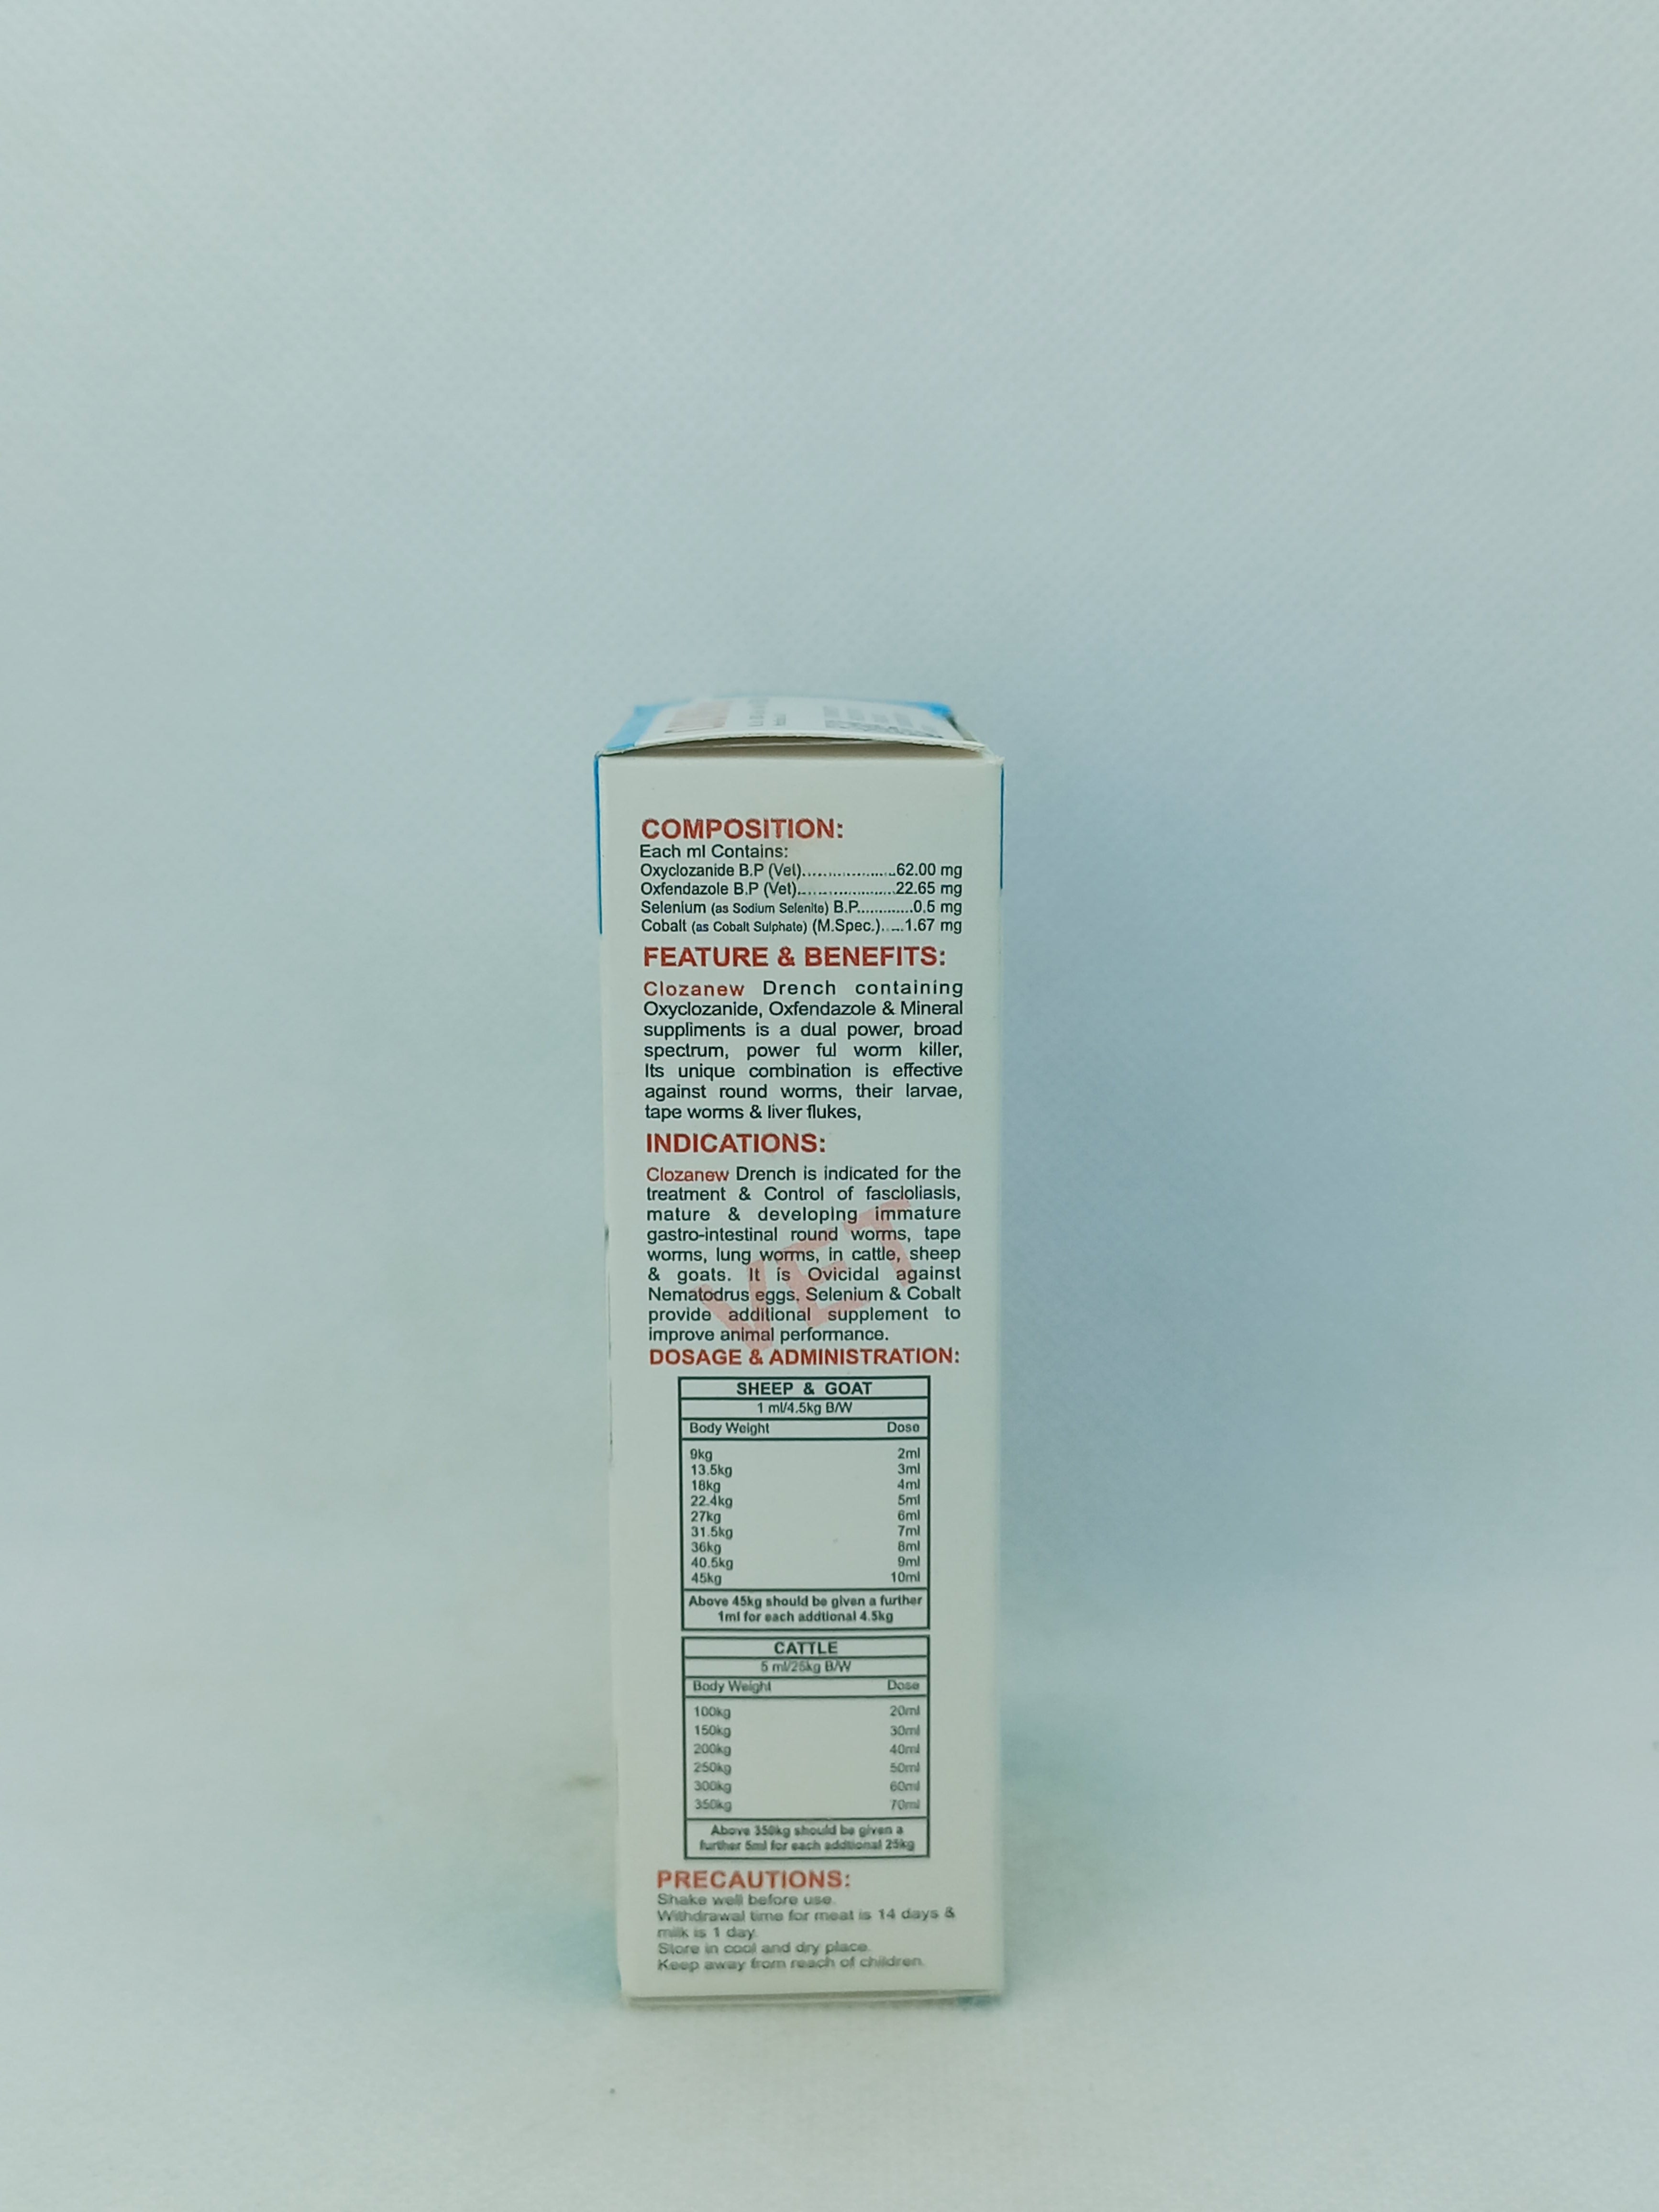 COMPOSITION:
Each ml Contains:
Oxyclozanide B.P (Vet)....................62.00 mg
Oxfendazole B.P (Vet)....................22.65 mg
Selenium (as Sodium Selenite) B.P............0.5 mg
Cobalt (as Cobalt Sulphate) (M.Spec.).....1.67 mg
FEATURE & BENEFITS:
Clozanew Drench containing
Oxyclozanide, Oxfendazole & Mineral
suppliments is a dual power, broad
spectrum, power ful worm killer,
Its unique combination is effective
against round worms, their larvae,
tape worms & liver flukes,
INDICATIONS:
Clozanew Drench is indicated for the
treatment & Control of fascioliasis,
mature & developing immature
gastro-intestinal round worms, tape
worms, lung worms, in cattle, sheep
& goats. It is Ovicidal against
Nematodrus eggs. Selenium & Cobalt
provide additional supplement to
improve animal performance.
VET
DOSAGE & ADMINISTRATION:
SHEEP & GOAT
1 ml/4.5kg B/W
Body Weight Dose
9kg 2ml
13.5kg 3ml
18kg 4ml
22.4kg 5ml
27kg 6ml
31.5kg 7ml
36kg 8ml
40.5kg 9ml
45kg 10ml
Above 45kg should be given a further
1ml for each addtional 4.5kg
CATTLE
5 ml/25kg B/W
Body Weight Dose
100kg 20ml
150kg 30ml
200kg 40ml
250kg 50ml
300kg 60ml
350kg 70ml
Above 350kg should be given a
further 5ml for each addtional 25kg
PRECAUTIONS:
Shake well before use.
Withdrawal time for meat is 14 days &
milk is 1 day.
Store in cool and dry place.
Keep away from reach of children.